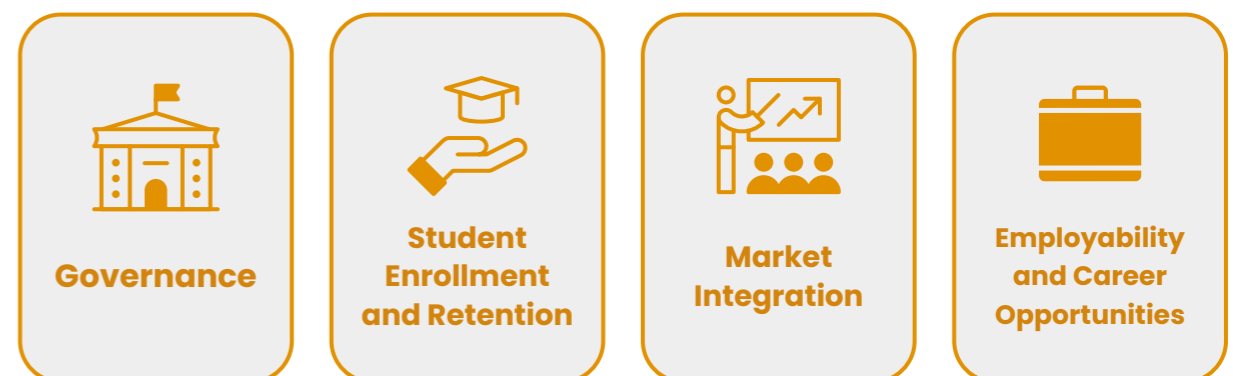 Governance
Student
Enrollment
and Retention
Market
Integration
Employability
and Career
Opportunities